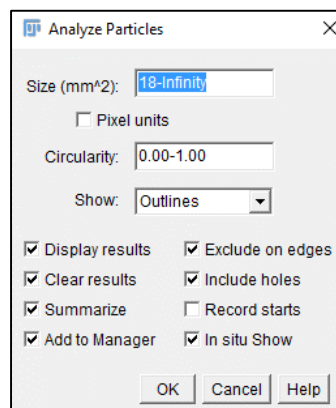 Analyze Particles
Size (mm^2): 18-Infinity
Pixel units
Circularity: 0.00-1.00
Show: Outlines
Display results Exclude on edges
Clear results Include holes
Summarize Record starts
Add to Manager In situ Show
OK Cancel Help